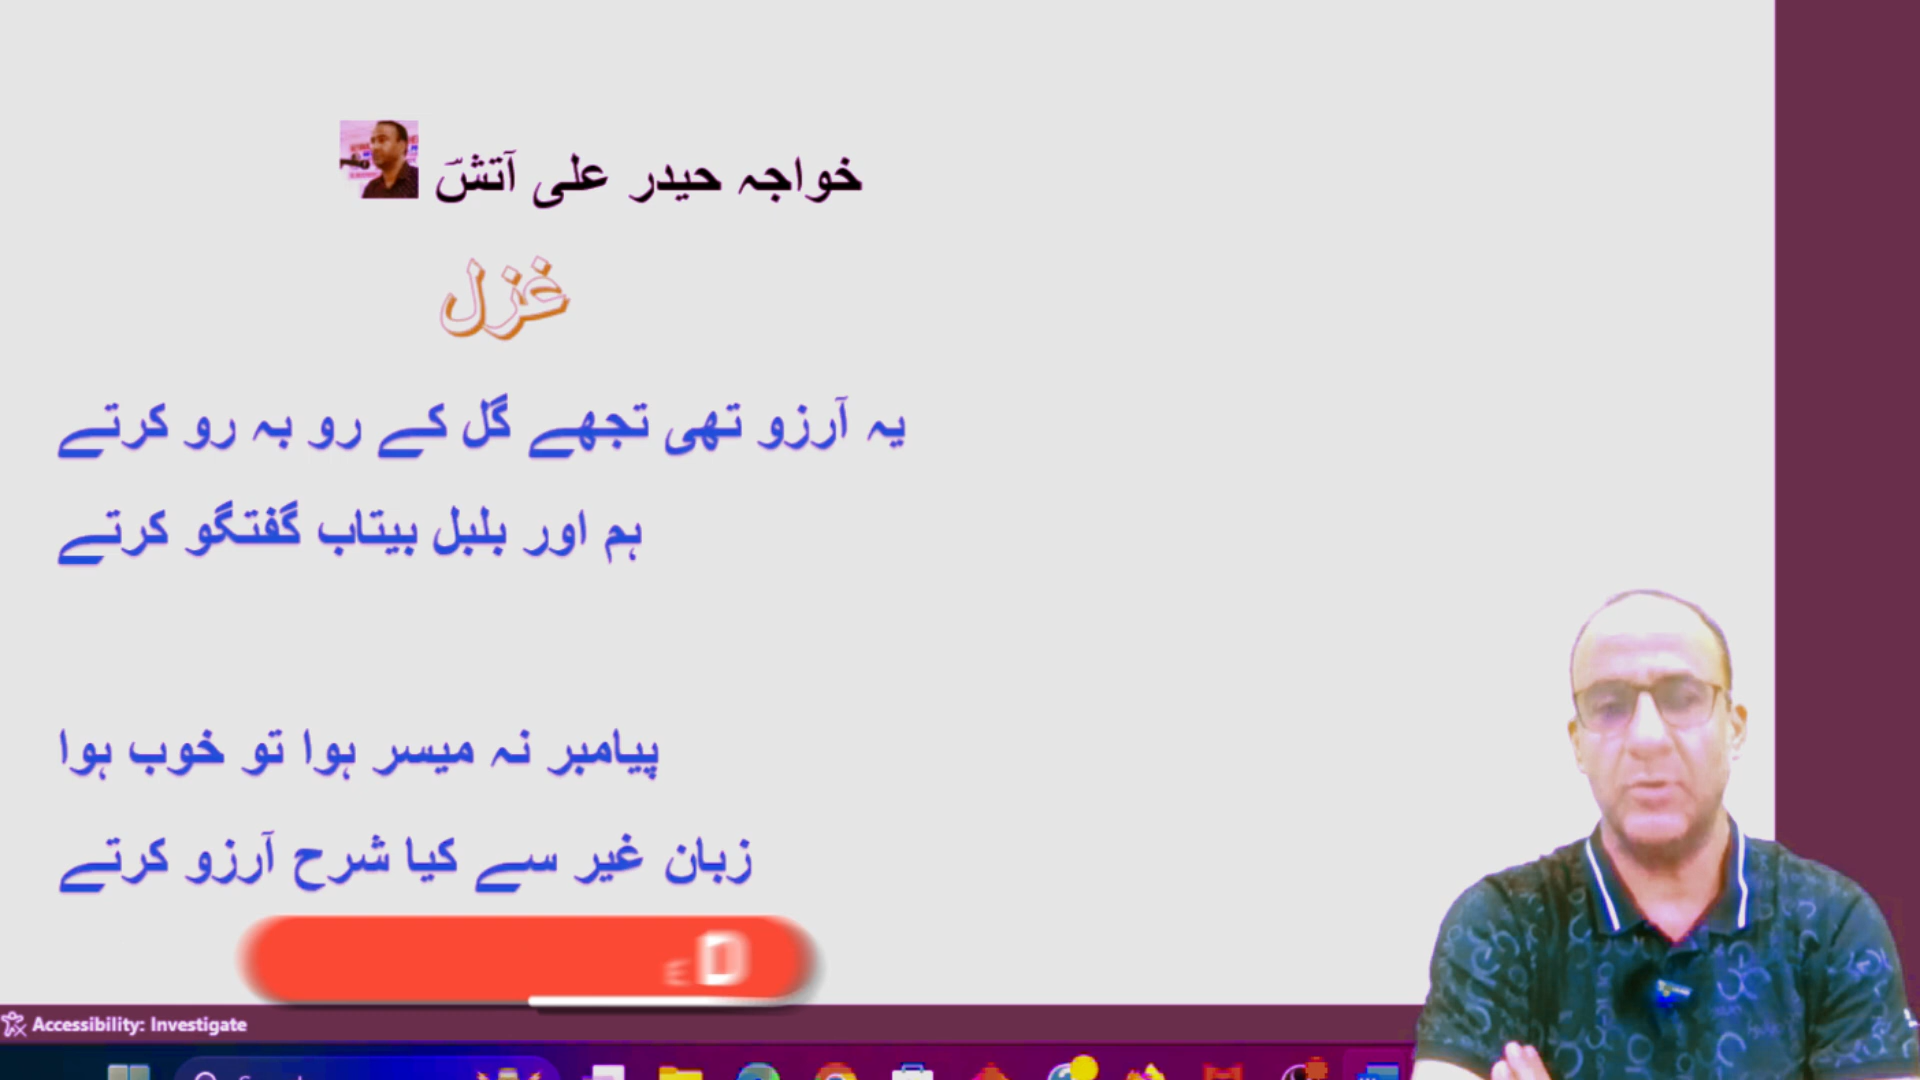 خواجہ حیدر علی آتشؔ
غزل
یہ آرزو تھی تجھے گل کے رو بہ رو کرتے
ہم اور بلبل بیتاب گفتگو کرتے
پیامبر نہ میسر ہوا تو خوب ہوا
زبان غیر سے کیا شرح آرزو کرتے
Accessibility: Investigate